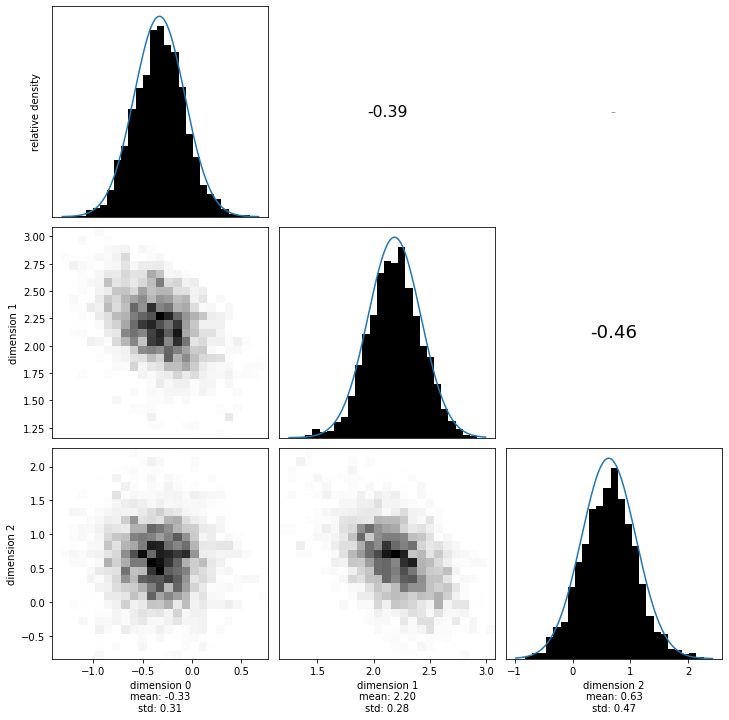 relative density
-0.39
3.00
2.75
2.50
2.25
2.00
1.75
1.50
1.25
dimension 1
-0.46
2.0
1.5
1.0
0.5
0.0
−0.5
dimension 2
−1.0 −0.5 0.0 0.5
dimension 0
mean: -0.33
std: 0.31
1.5 2.0 2.5 3.0
dimension 1
mean: 2.20
std: 0.28
−1 0 1 2
dimension 2
mean: 0.63
std: 0.47